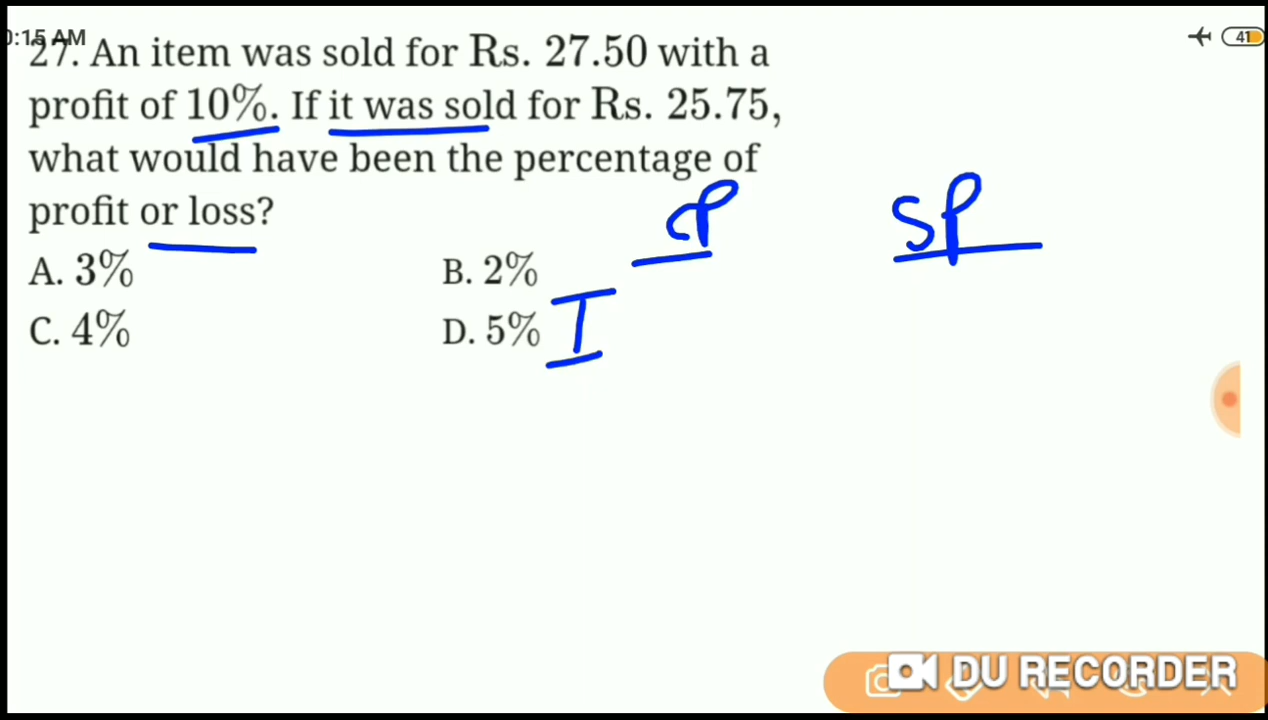 0:15 AM
41
27. An item was sold for Rs. 27.50 with a
profit of 10%. If it was sold for Rs. 25.75,
what would have been the percentage of
profit or loss?
CP SP
A. 3% B. 2%
C. 4% D. 5% I
DU RECORDER